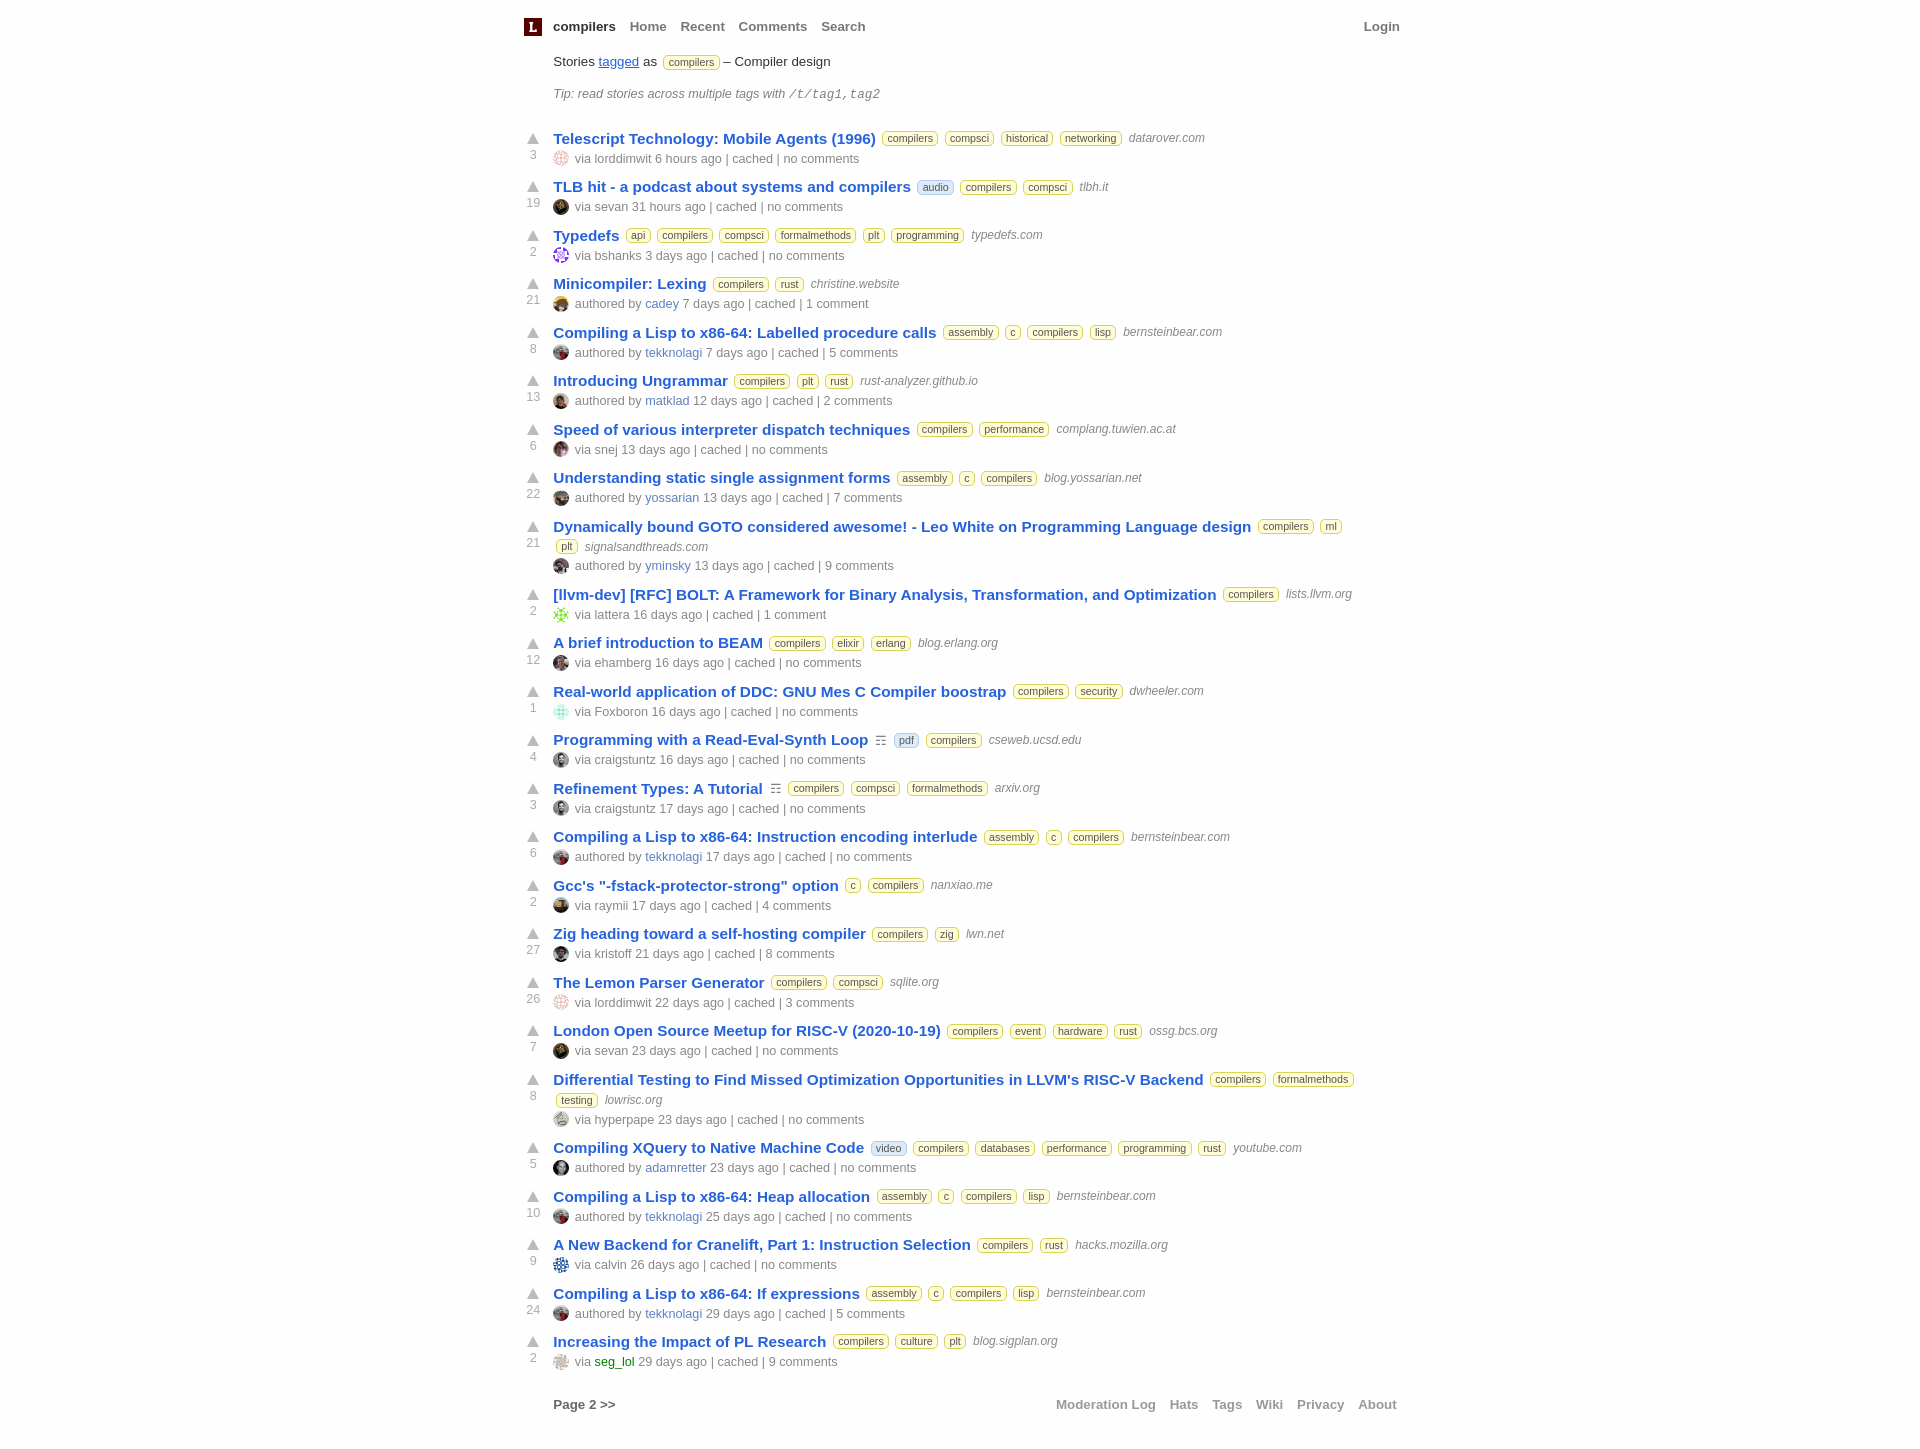 L compilers Home Recent Comments Search Login
Stories tagged as compilers – Compiler design
Tip: read stories across multiple tags with /t/tag1,tag2
Telescript Technology: Mobile Agents (1996) compilers compsci historical networking datarover.com
3 via lorddimwit 6 hours ago | cached | no comments
TLB hit - a podcast about systems and compilers audio compilers compsci tlbh.it
19 via sevan 31 hours ago | cached | no comments
Typedefs api compilers compsci formalmethods plt programming typedefs.com
2 via bshanks 3 days ago | cached | no comments
Minicompiler: Lexing compilers rust christine.website
21 authored by cadey 7 days ago | cached | 1 comment
Compiling a Lisp to x86-64: Labelled procedure calls assembly c compilers lisp bernsteinbear.com
8 authored by tekknolagi 7 days ago | cached | 5 comments
Introducing Ungrammar compilers plt rust rust-analyzer.github.io
13 authored by matklad 12 days ago | cached | 2 comments
Speed of various interpreter dispatch techniques compilers performance complang.tuwien.ac.at
6 via snej 13 days ago | cached | no comments
Understanding static single assignment forms assembly c compilers blog.yossarian.net
22 authored by yossarian 13 days ago | cached | 7 comments
Dynamically bound GOTO considered awesome! - Leo White on Programming Language design compilers ml
21 plt signalsandthreads.com
authored by yminsky 13 days ago | cached | 9 comments
[llvm-dev] [RFC] BOLT: A Framework for Binary Analysis, Transformation, and Optimization compilers lists.llvm.org
2 via lattera 16 days ago | cached | 1 comment
A brief introduction to BEAM compilers elixir erlang blog.erlang.org
12 via ehamberg 16 days ago | cached | no comments
Real-world application of DDC: GNU Mes C Compiler boostrap compilers security dwheeler.com
1 via Foxboron 16 days ago | cached | no comments
Programming with a Read-Eval-Synth Loop ☶ pdf compilers cseweb.ucsd.edu
4 via craigstuntz 16 days ago | cached | no comments
Refinement Types: A Tutorial ☶ compilers compsci formalmethods arxiv.org
3 via craigstuntz 17 days ago | cached | no comments
Compiling a Lisp to x86-64: Instruction encoding interlude assembly c compilers bernsteinbear.com
6 authored by tekknolagi 17 days ago | cached | no comments
Gcc's "-fstack-protector-strong" option c compilers nanxiao.me
2 via raymii 17 days ago | cached | 4 comments
Zig heading toward a self-hosting compiler compilers zig lwn.net
27 via kristoff 21 days ago | cached | 8 comments
The Lemon Parser Generator compilers compsci sqlite.org
26 via lorddimwit 22 days ago | cached | 3 comments
London Open Source Meetup for RISC-V (2020-10-19) compilers event hardware rust ossg.bcs.org
7 via sevan 23 days ago | cached | no comments
Differential Testing to Find Missed Optimization Opportunities in LLVM's RISC-V Backend compilers formalmethods
8 testing lowrisc.org
via hyperpape 23 days ago | cached | no comments
Compiling XQuery to Native Machine Code video compilers databases performance programming rust youtube.com
5 authored by adamretter 23 days ago | cached | no comments
Compiling a Lisp to x86-64: Heap allocation assembly c compilers lisp bernsteinbear.com
10 authored by tekknolagi 25 days ago | cached | no comments
A New Backend for Cranelift, Part 1: Instruction Selection compilers rust hacks.mozilla.org
9 via calvin 26 days ago | cached | no comments
Compiling a Lisp to x86-64: If expressions assembly c compilers lisp bernsteinbear.com
24 authored by tekknolagi 29 days ago | cached | 5 comments
Increasing the Impact of PL Research compilers culture plt blog.sigplan.org
2 via seg_lol 29 days ago | cached | 9 comments
Page 2 >> Moderation Log Hats Tags Wiki Privacy About